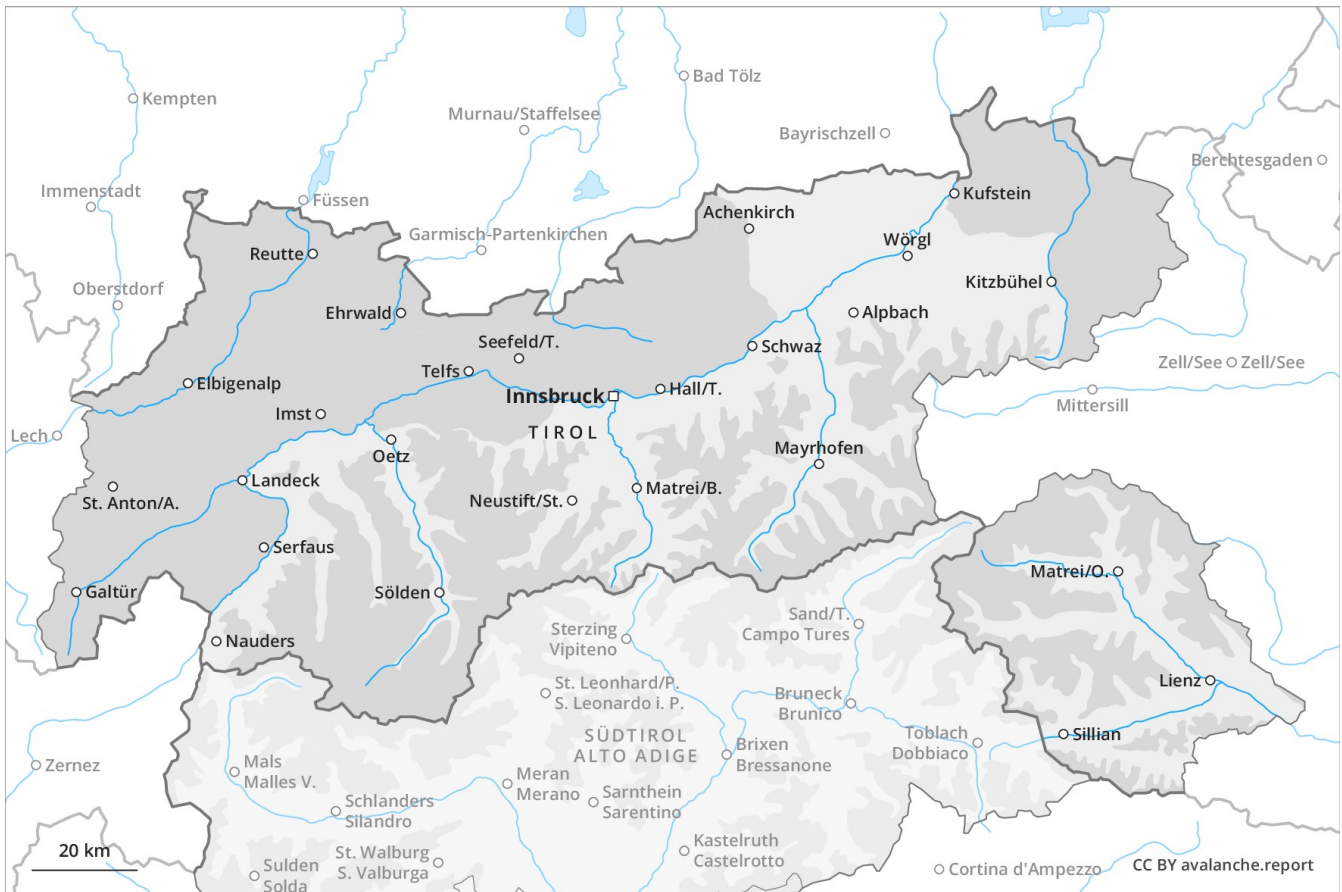 Kempten
Bad Tölz
Murnau/Staffelsee
Bayrischzell
Berchtesgaden
Immenstadt
Füssen
Kufstein
Achenkirch
Garmisch-Partenkirchen
Wörgl
Reutte
Kitzbühel
Oberstdorf
Ehrwald
Alpbach
Seefeld/T.
Schwaz
Telfs
Zell/See
Zell/See
Elbigenalp
Innsbruck
Hall/T.
Mittersill
Imst
TIROL
Lech
Oetz
Mayrhofen
Landeck
Matrei/B.
St. Anton/A.
Neustift/St.
Serfaus
Matrei/O.
Galtür
Sölden
Sand/T.
Campo Tures
Sterzing
Vipiteno
Nauders
Lienz
St. Leonhard/P.
S. Leonardo i. P.
Bruneck
Brunico
SÜDTIROL
ALTO ADIGE
Toblach
Dobbiaco
Sillian
Brixen
Bressanone
Zernez
Mals
Malles V.
Meran
Merano
Sarnthein
Sarentino
Schlanders
Silandro
Kastelruth
Castelrotto
20 km
St. Walburg
S. Valburga
Sulden
Solda
Cortina d'Ampezzo
CC BY avalanche.report